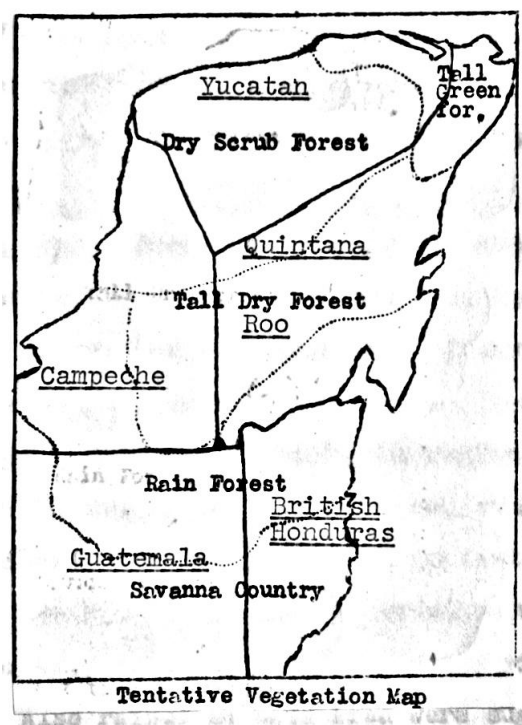 Yucatan
Tall
Green
for.
Dry Scrub Forest
Quintana
Tall Dry Forest
Roo
Campeche
Rain Forest
British
Honduras
Guatemala
Savanna Country
Tentative Vegetation Map